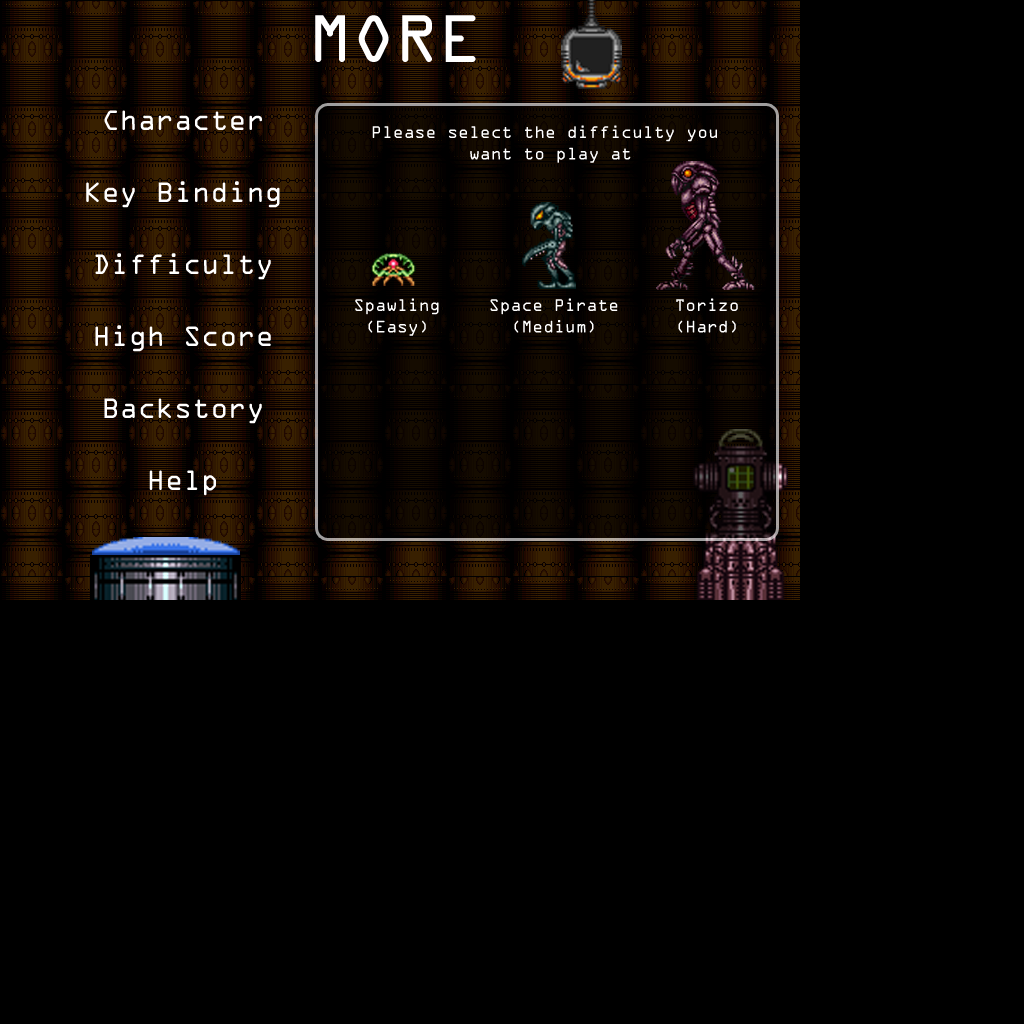 MORE
Character
Key Binding
Difficulty
High Score
Backstory
Help
Please select the difficulty you
want to play at
Spawling
(Easy)
Space Pirate
(Medium)
Torizo
(Hard)